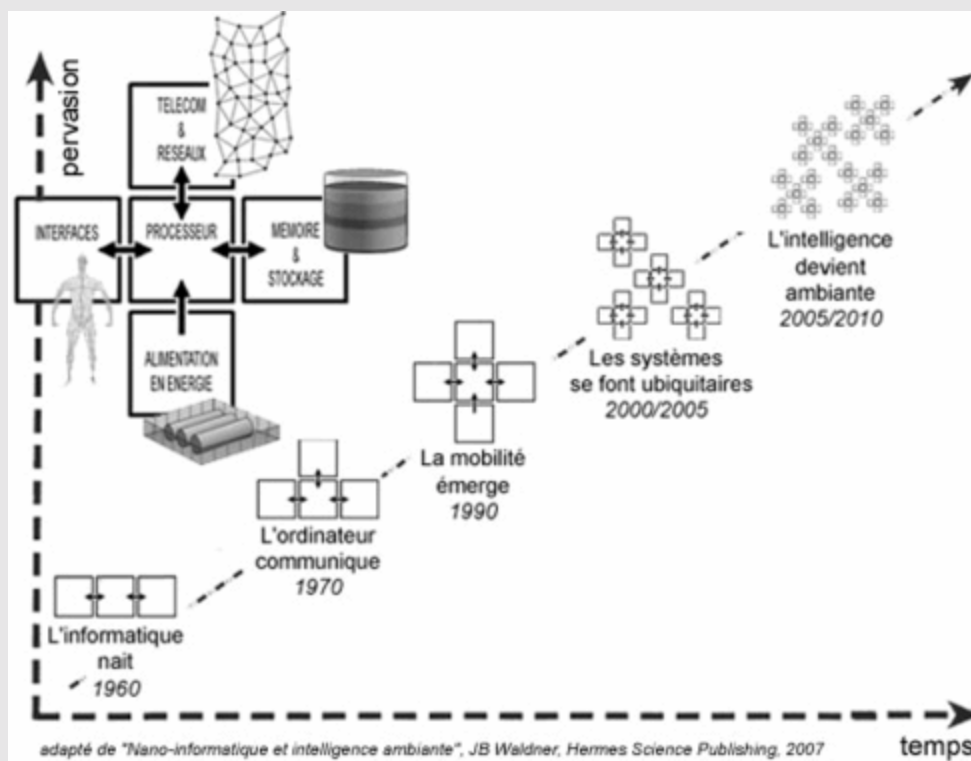 pervasion
TELECOM
&
RESEAUX
INTERFACES
PROCESSEUR
MEMOIRE
&
STOCKAGE
ALIMENTATION
EN ENERGIE
L'informatique
nait
1960
L'ordinateur
communique
1970
La mobilité
émerge
1990
Les systèmes
se font ubiquitaires
2000/2005
L'intelligence
devient
ambiante
2005/2010
adapté de "Nano-informatique et intelligence ambiante", JB Waldner, Hermes Science Publishing, 2007
temps